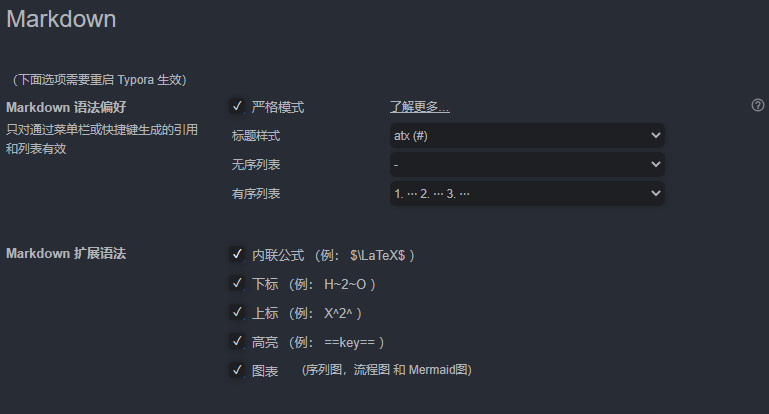 Markdown
（下面选项需要重启 Typora 生效）
Markdown 语法偏好
只对通过菜单栏或快捷键生成的引用
和列表有效
严格模式 了解更多...
标题样式 atx (#)
无序列表 -
有序列表 1. ··· 2. ··· 3. ···
Markdown 扩展语法
内联公式（例： $\LaTeX$ ）
下标（例： H~2~O ）
上标（例： X^2^ ）
高亮（例： ==key== ）
图表 (序列图，流程图 和 Mermaid图)